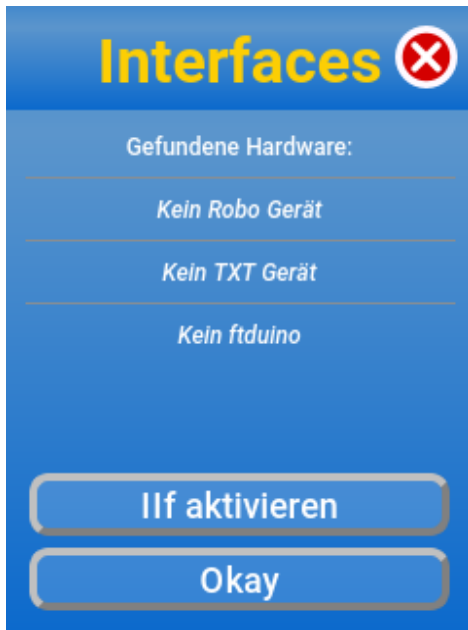 Interfaces
Gefundene Hardware:
Kein Robo Gerät
Kein TXT Gerät
Kein ftduino
IIf aktivieren
Okay